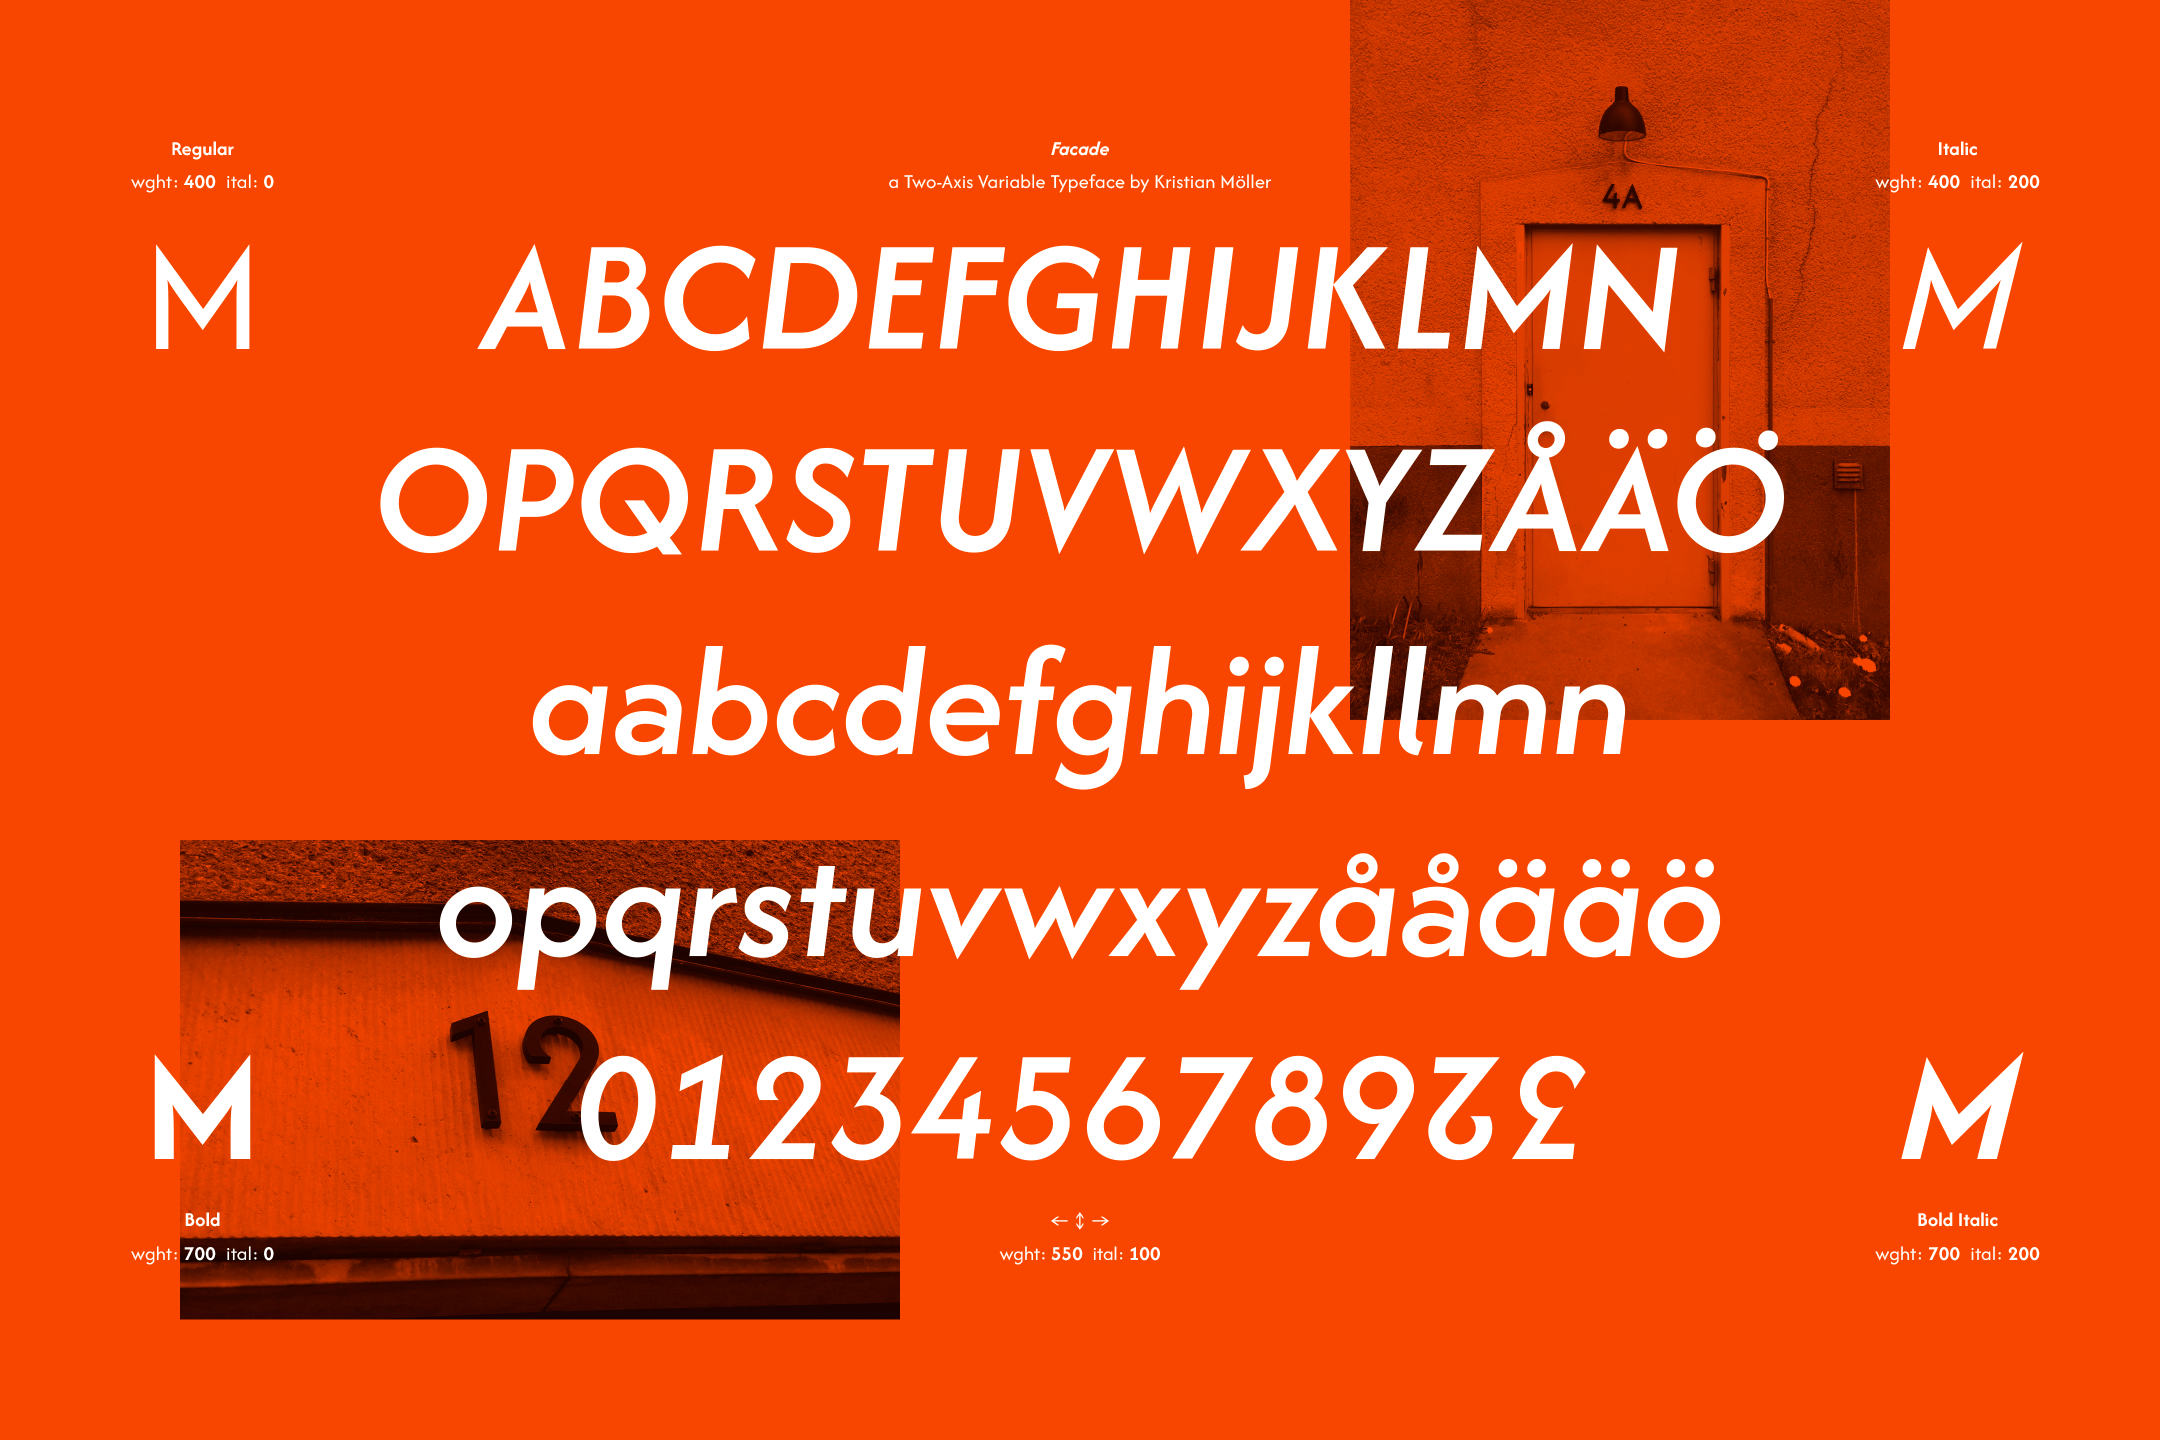 Regular
wght: 400 ital: 0
Facade
a Two-Axis Variable Typeface by Kristian Möller
Italic
wght: 400 ital: 200
4A
M
ABCDEFGHIJKLMN
M
OPQRSTUVWXYZÅÄÖ
aabcdefghijkllmn
opqrstuvwxyzååääö
12
M
0123456789↊↋
M
Bold
wght: 700 ital: 0
← ↕ →
wght: 550 ital: 100
Bold Italic
wght: 700 ital: 200